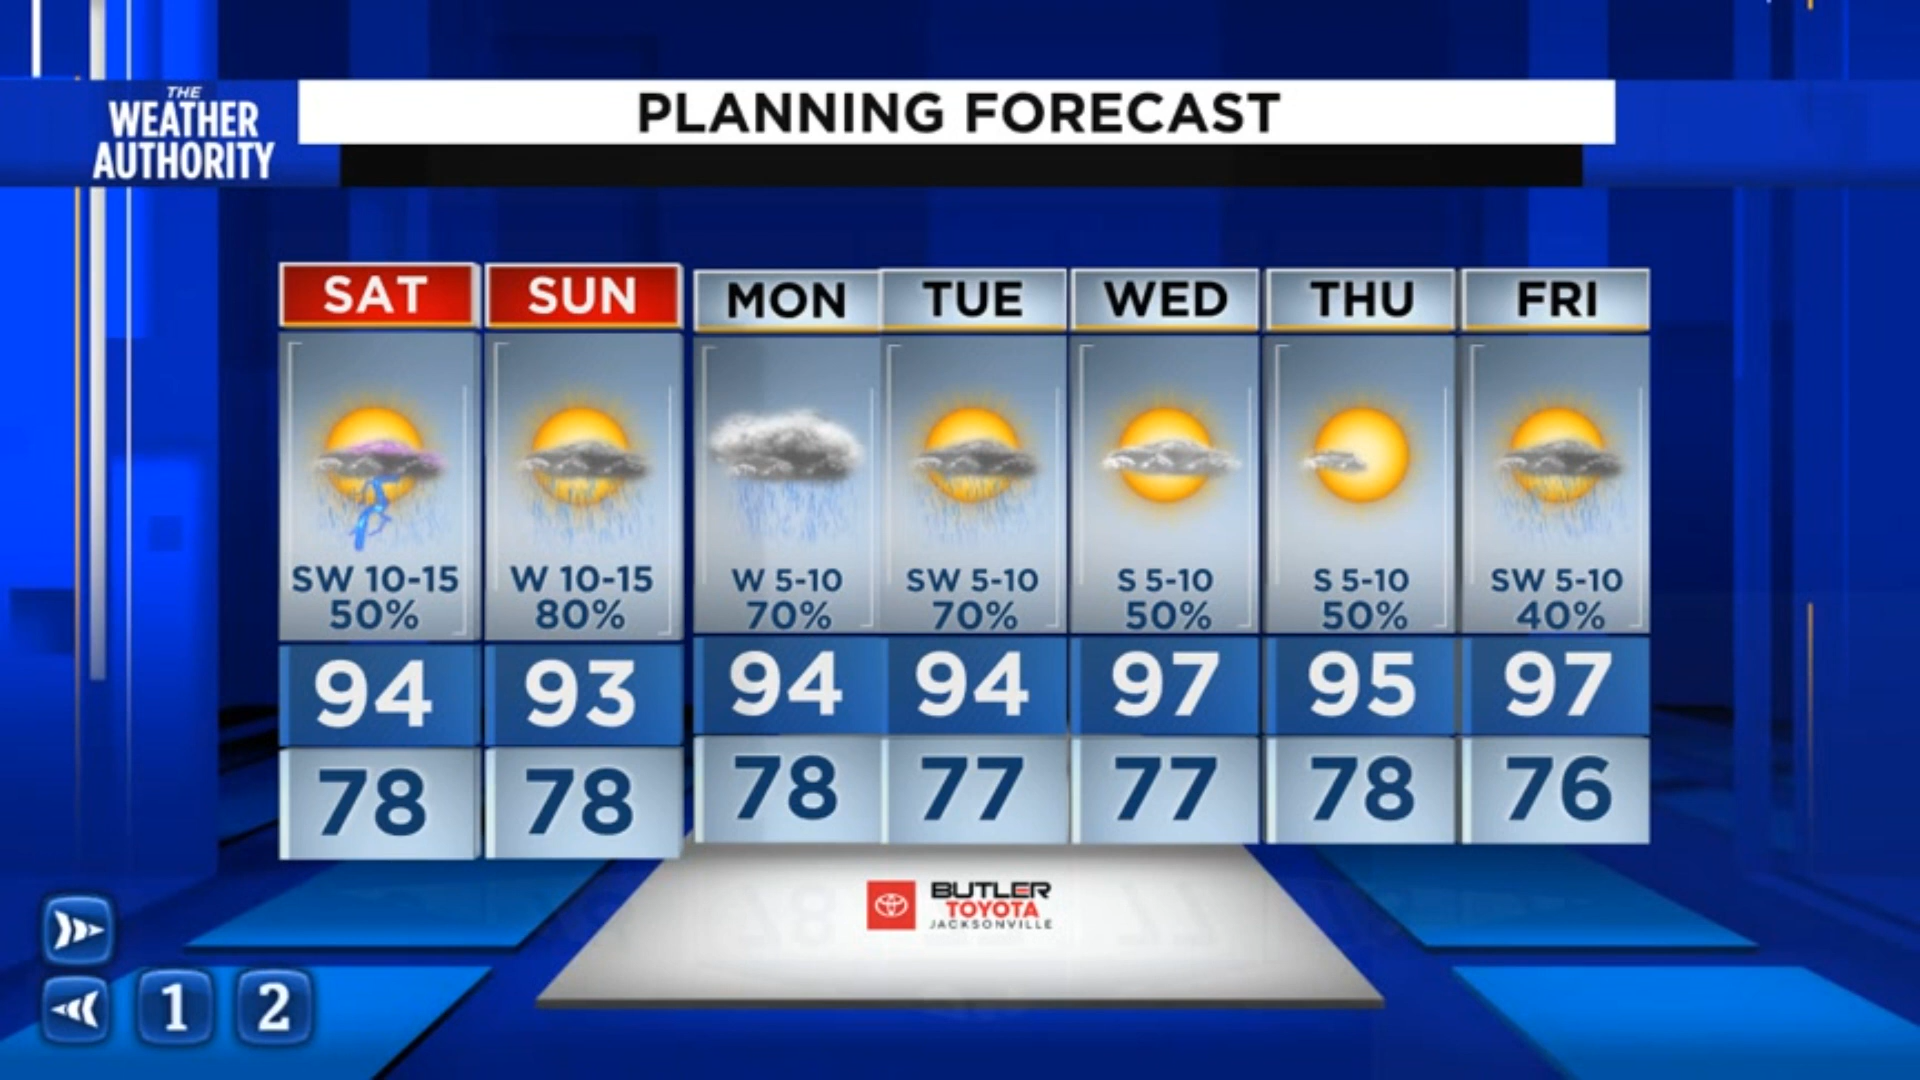 THE
WEATHER
AUTHORITY
PLANNING FORECAST
SAT SUN MON TUE WED THU FRI
SW 10-15 W 10-15 W 5-10 SW 5-10 S 5-10 S 5-10 SW 5-10
50% 80% 70% 70% 50% 50% 40%
94 93 94 94 97 95 97
78 78 78 77 77 78 76
BUTLER
TOYOTA
JACKSONVILLE
1 2